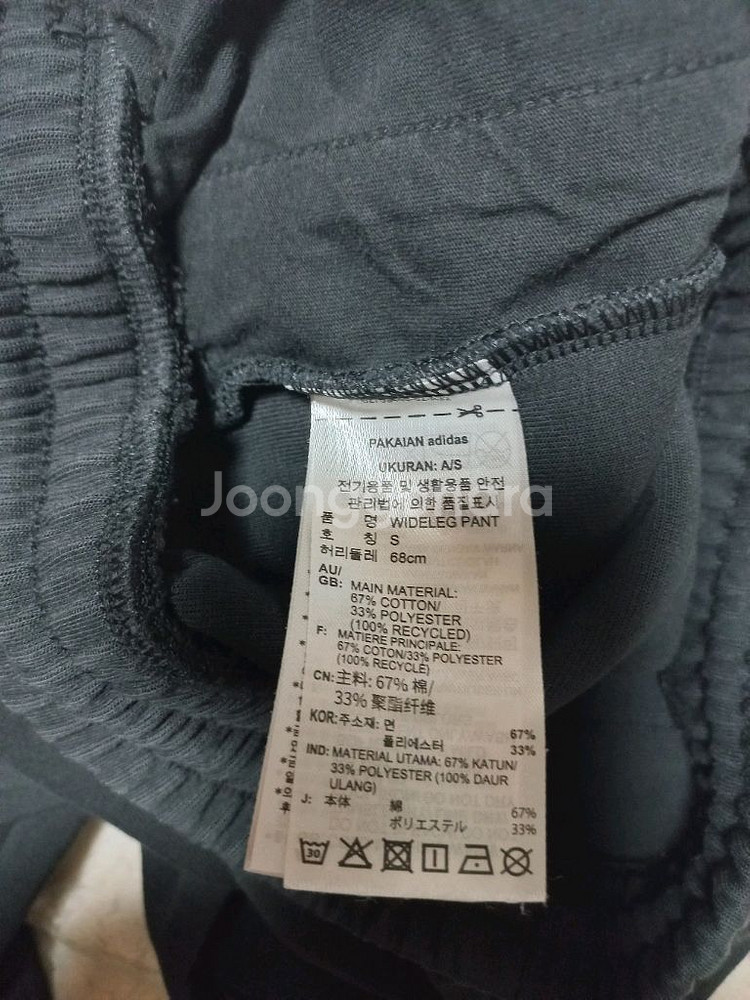 PAKAIAN adidas
UKURAN: A/S
전기용품 및 생활용품 안전
관리법에 의한 품질표시
품 명 WIDELEG PANT
호 칭 S
허리둘레 68cm
AU/
GB: MAIN MATERIAL:
67% COTTON/
33% POLYESTER
(100% RECYCLED)
F: MATIERE PRINCIPALE:
67% COTON/33% POLYESTER
(100% RECYCLÉ)
CN: 主料: 67% 棉/
33% 聚酯纤维
KOR: 주소재: 면 67%
폴리에스터 33%
IND: MATERIAL UTAMA: 67% KATUN/
33% POLYESTER (100% DAUR
ULANG)
J: 本体 綿 67%
ポリエステル 33%
30